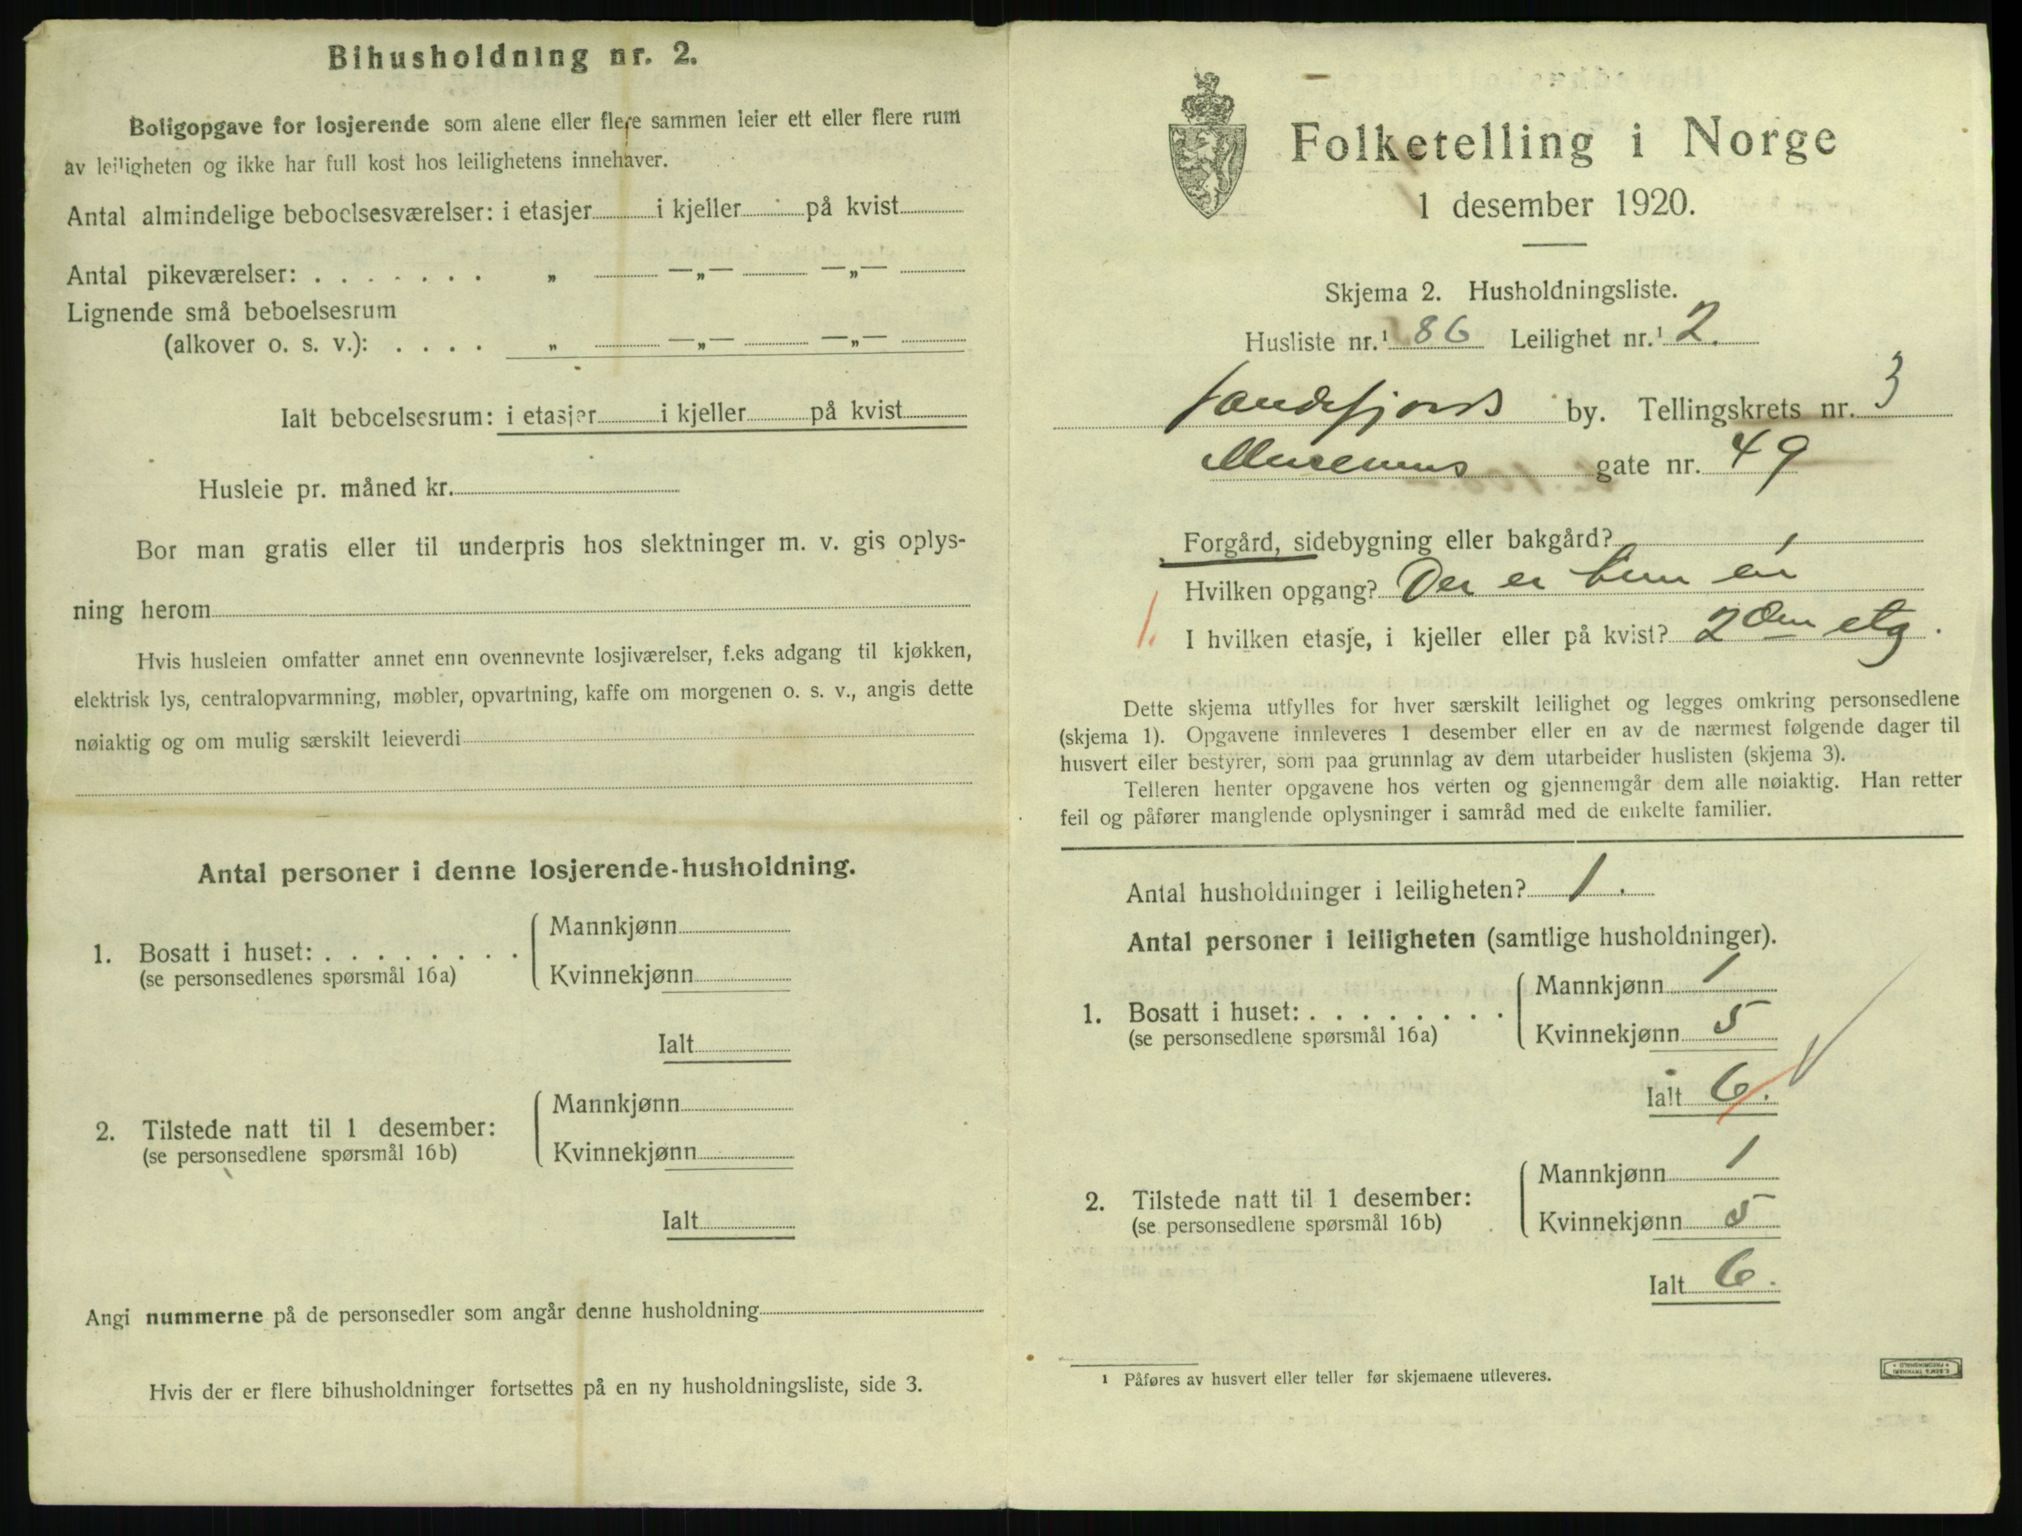 Bihusholdning nr. 2.
Boligopgave for losjerende som alene eller flere sammen leier ett eller flere rum
av leiligheten og ikke har full kost hos leilighetens innehaver.
Antal almindelige beboelsesværelser: i etasjer i kjeller på kvist
Antal pikeværelser: . . . . . . . „ —„— —„—
Lignende små beboelsesrum
(alkover o. s. v.): . . . . „ —„— —„—
Ialt beboelsesrum: i etasjer i kjeller på kvist
Husleie pr. måned kr.
Bor man gratis eller til underpris hos slektninger m. v. gis oplys-
ning herom
Hvis husleien omfatter annet enn ovennevnte losjiværelser, f.eks adgang til kjøkken,
elektrisk lys, centralopvarmning, møbler, opvartning, kaffe om morgenen o. s. v., angis dette
nøiaktig og om mulig særskilt leieverdi
Antal personer i denne losjerende-husholdning.
1. Bosatt i huset: . . . . . . . .
(se personsedlenes spørsmål 16a)
Mannkjønn
Kvinnekjønn
Ialt
2. Tilstede natt til 1 desember:
(se personsedlene spørsmål 16b)
Mannkjønn
Kvinnekjønn
Ialt
Angi nummerne på de personsedler som angår denne husholdning
Hvis der er flere bihusholdninger fortsettes på en ny husholdningsliste, side 3.
Folketelling i Norge
1 desember 1920.
Skjema 2. Husholdningsliste.
Husliste nr.¹ 86 Leilighet nr.¹ 2.
Sandefjords by. Tellingskrets nr. 3
Museums gate nr. 49
Forgård, sidebygning eller bakgård?
Hvilken opgang? Der er kun én
1. I hvilken etasje, i kjeller eller på kvist? 2den etg.
Dette skjema utfylles for hver særskilt leilighet og legges omkring personsedlene
(skjema 1). Opgavene innleveres 1 desember eller en av de nærmest følgende dager til
husvert eller bestyrer, som paa grunnlag av dem utarbeider huslisten (skjema 3).
Telleren henter opgavene hos verten og gjennemgår dem alle nøiaktig. Han retter
feil og påfører manglende oplysninger i samråd med de enkelte familier.
Antal husholdninger i leiligheten? 1.
Antal personer i leiligheten (samtlige husholdninger).
1. Bosatt i huset: . . . . . . . .
(se personsedlene spørsmål 16a)
Mannkjønn 1
Kvinnekjønn 5
Ialt 6.
2. Tilstede natt til 1 desember:
(se personsedlene spørsmål 16b)
Mannkjønn 1
Kvinnekjønn 5
Ialt 6.
¹ Påføres av husvert eller teller før skjemaene utleveres.